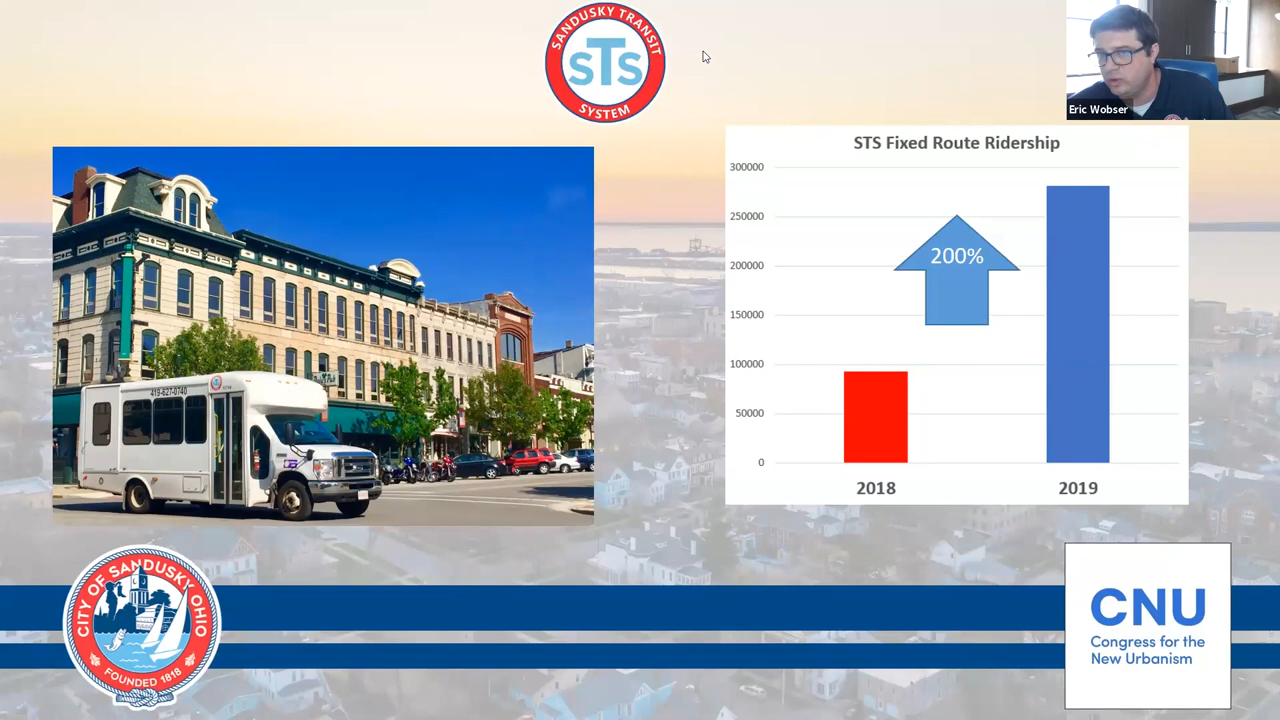 SANDUSKY TRANSIT
STS
SYSTEM
Eric Wobser
419-627-0740
STS Fixed Route Ridership
300000
250000
200000
150000
100000
50000
0
200%
2018
2019
CITY OF SANDUSKY, OHIO
FOUNDED 1818
CNU
Congress for the
New Urbanism